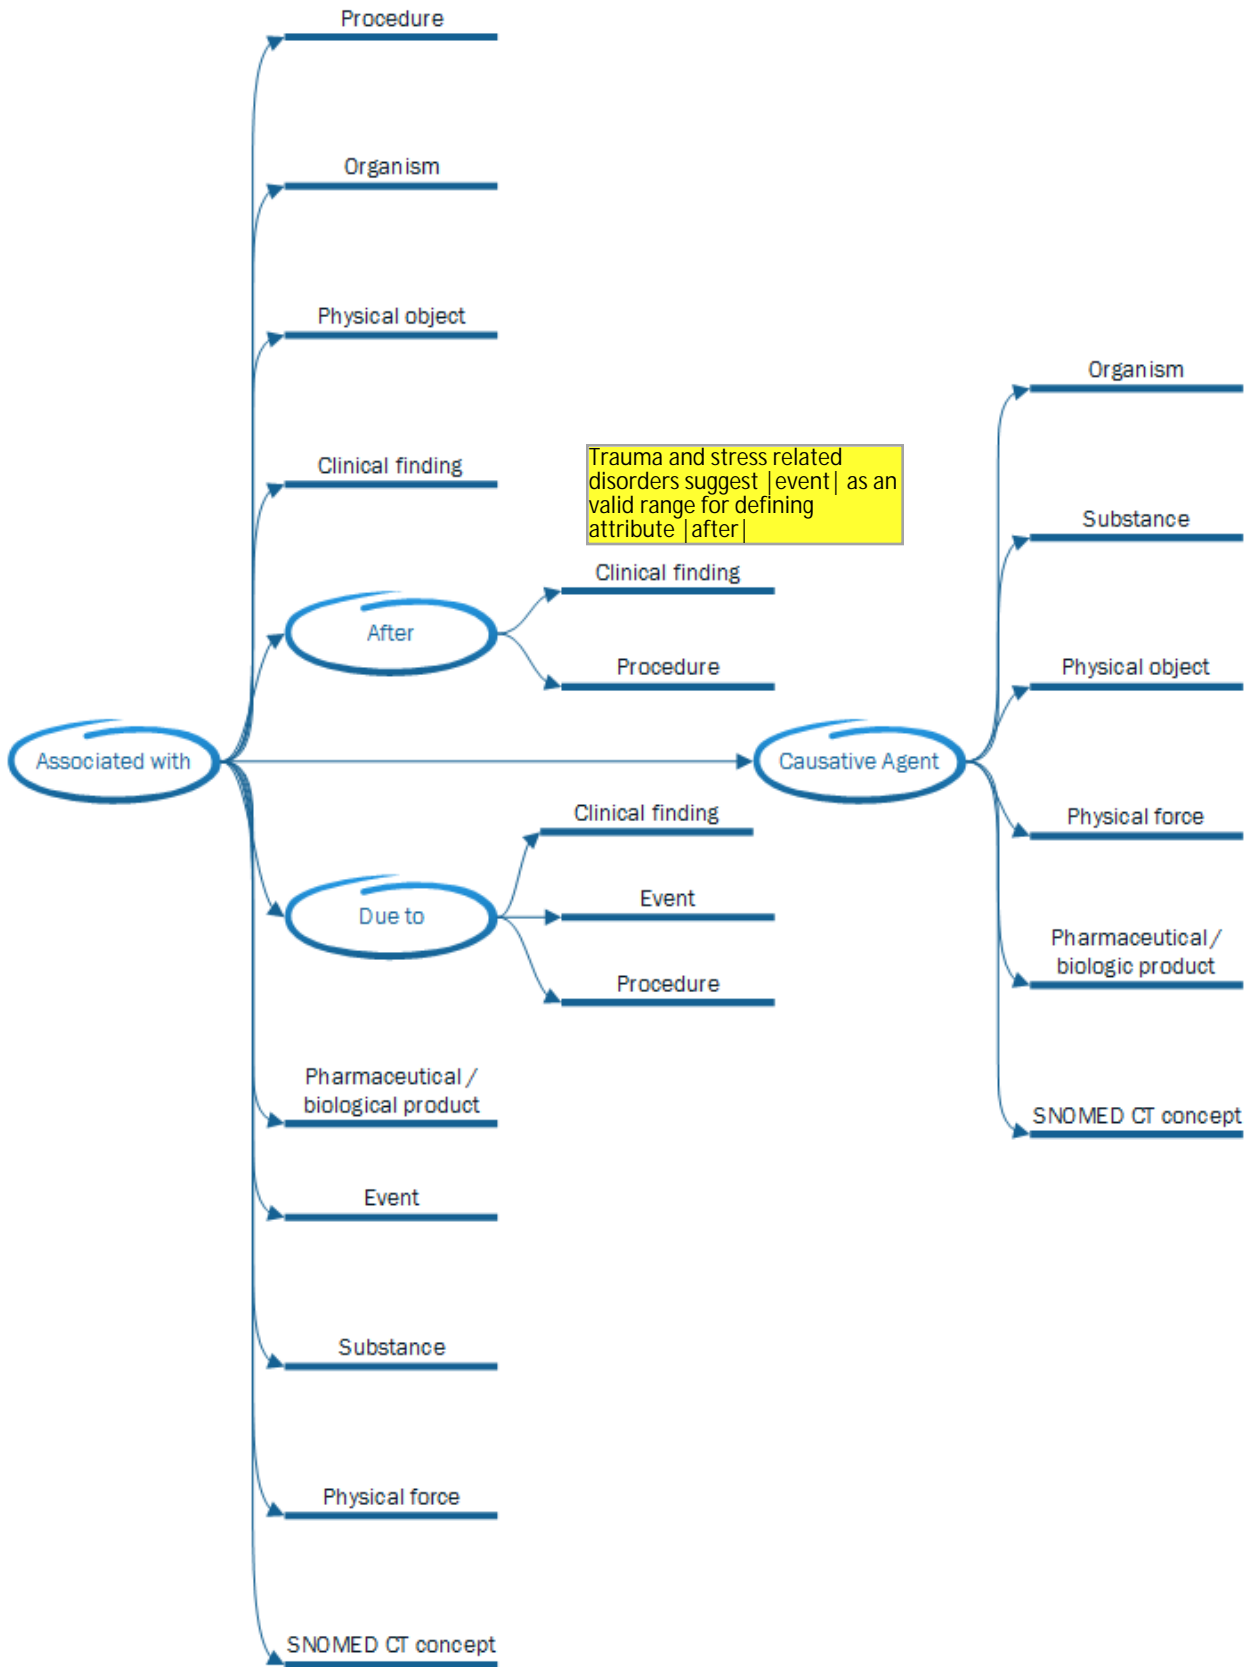 Procedure
Organism
Physical object
Clinical finding
Trauma and stress related
disorders suggest |event| as an
valid range for defining
attribute |after|
After
Clinical finding
Procedure
Associated with
Causative Agent
Due to
Clinical finding
Event
Procedure
Pharmaceutical /
biological product
Event
Substance
Physical force
SNOMED CT concept
Organism
Substance
Physical object
Physical force
Pharmaceutical /
biologic product
SNOMED CT concept